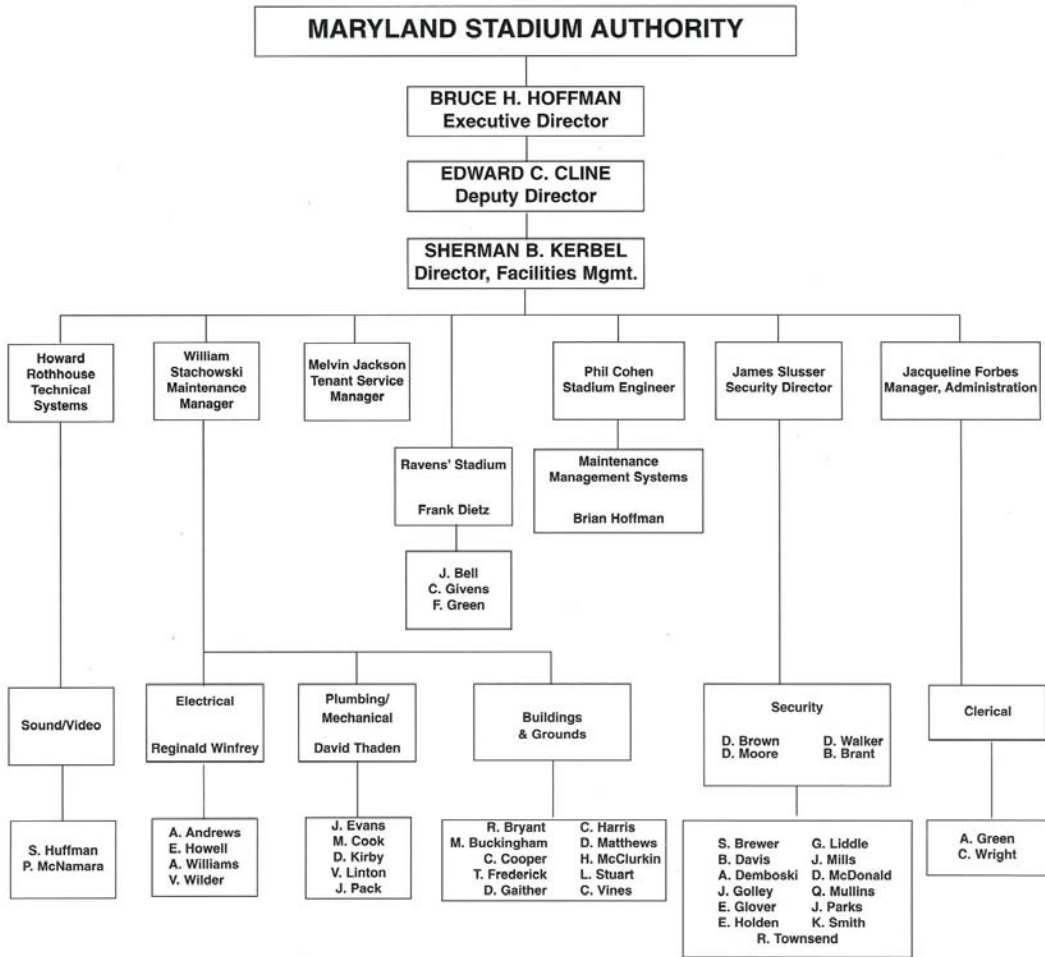 MARYLAND STADIUM AUTHORITY
BRUCE H. HOFFMAN
Executive Director
EDWARD C. CLINE
Deputy Director
SHERMAN B. KERBEL
Director, Facilities Mgmt.
Howard
Rothhouse
Technical
Systems
William
Stachowski
Maintenance
Manager
Melvin Jackson
Tenant Service
Manager
Phil Cohen
Stadium Engineer
James Slusser
Security Director
Jacqueline Forbes
Manager, Administration
Ravens' Stadium
Frank Dietz
Maintenance
Management Systems
Brian Hoffman
J. Bell
C. Givens
F. Green
Sound/Video
Electrical
Reginald Winfrey
Plumbing/
Mechanical
David Thaden
Buildings
& Grounds
Security
D. Brown D. Walker
D. Moore B. Brant
Clerical
S. Huffman
P. McNamara
A. Andrews
E. Howell
A. Williams
V. Wilder
J. Evans
M. Cook
D. Kirby
V. Linton
J. Pack
R. Bryant C. Harris
M. Buckingham D. Matthews
C. Cooper H. McClurkin
T. Frederick L. Stuart
D. Gaither C. Vines
S. Brewer G. Liddle
B. Davis J. Mills
A. Demboski D. McDonald
J. Golley Q. Mullins
E. Glover J. Parks
E. Holden K. Smith
R. Townsend
A. Green
C. Wright